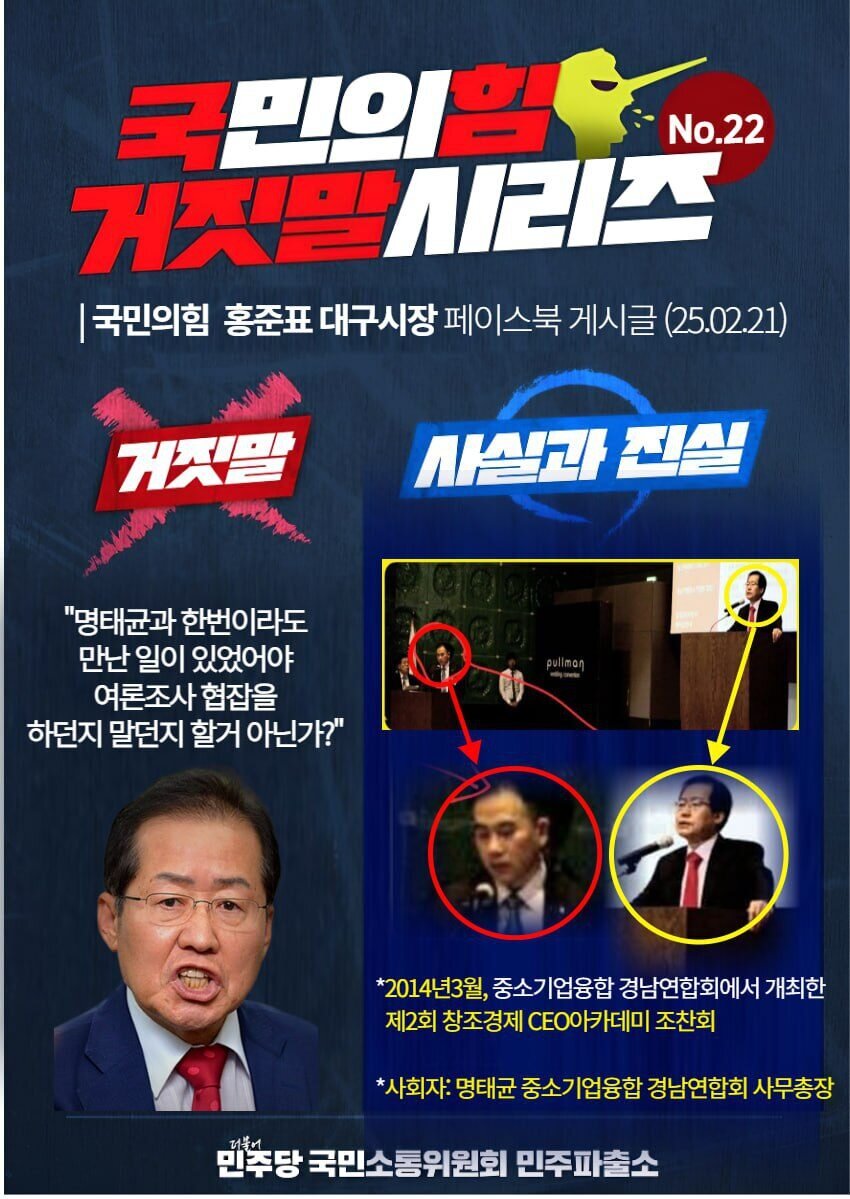 국민의힘
No.22
거짓말시리즈
| 국민의힘 홍준표 대구시장 페이스북 게시글 (25.02.21)
거짓말
사실과 진실
"명태균과 한번이라도
만난 일이 있었어야
여론조사 협잡을
하던지 말던지 할거 아닌가?"
pullman
*2014년3월, 중소기업융합 경남연합회에서 개최한
제2회 창조경제 CEO아카데미 조찬회
*사회자: 명태균 중소기업융합 경남연합회 사무총장
더불어
민주당 국민소통위원회 민주파출소